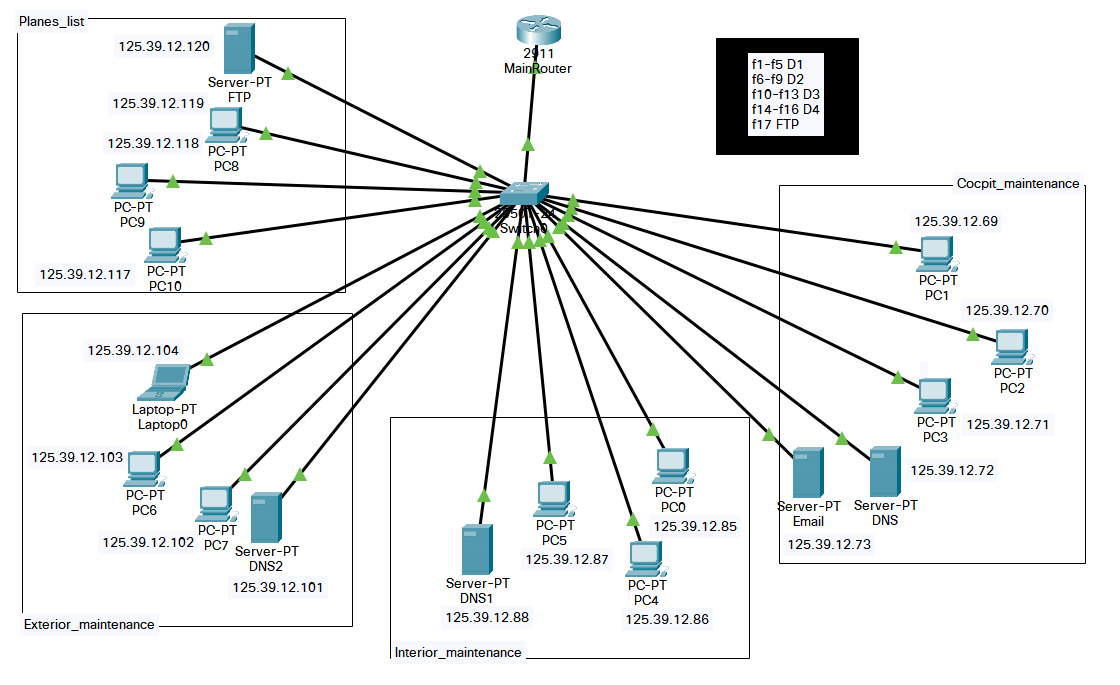 Planes_list
125.39.12.120
Server-PT
FTP
125.39.12.119
PC-PT
PC8
125.39.12.118
PC-PT
PC9
PC-PT
PC10
125.39.12.117
2911
MainRouter
f1-f5 D1
f6-f9 D2
f10-f13 D3
f14-f16 D4
f17 FTP
Switch0
Cocpit_maintenance
125.39.12.69
PC-PT
PC1
125.39.12.70
PC-PT
PC2
PC-PT
PC3
125.39.12.71
125.39.12.72
Server-PT
DNS
Server-PT
Email
125.39.12.73
125.39.12.104
Laptop-PT
Laptop0
125.39.12.103
PC-PT
PC6
PC-PT
PC7
125.39.12.102
Server-PT
DNS2
125.39.12.101
Exterior_maintenance
PC-PT
PC0
125.39.12.85
PC-PT
PC5
125.39.12.87
Server-PT
DNS1
125.39.12.88
PC-PT
PC4
125.39.12.86
Interior_maintenance